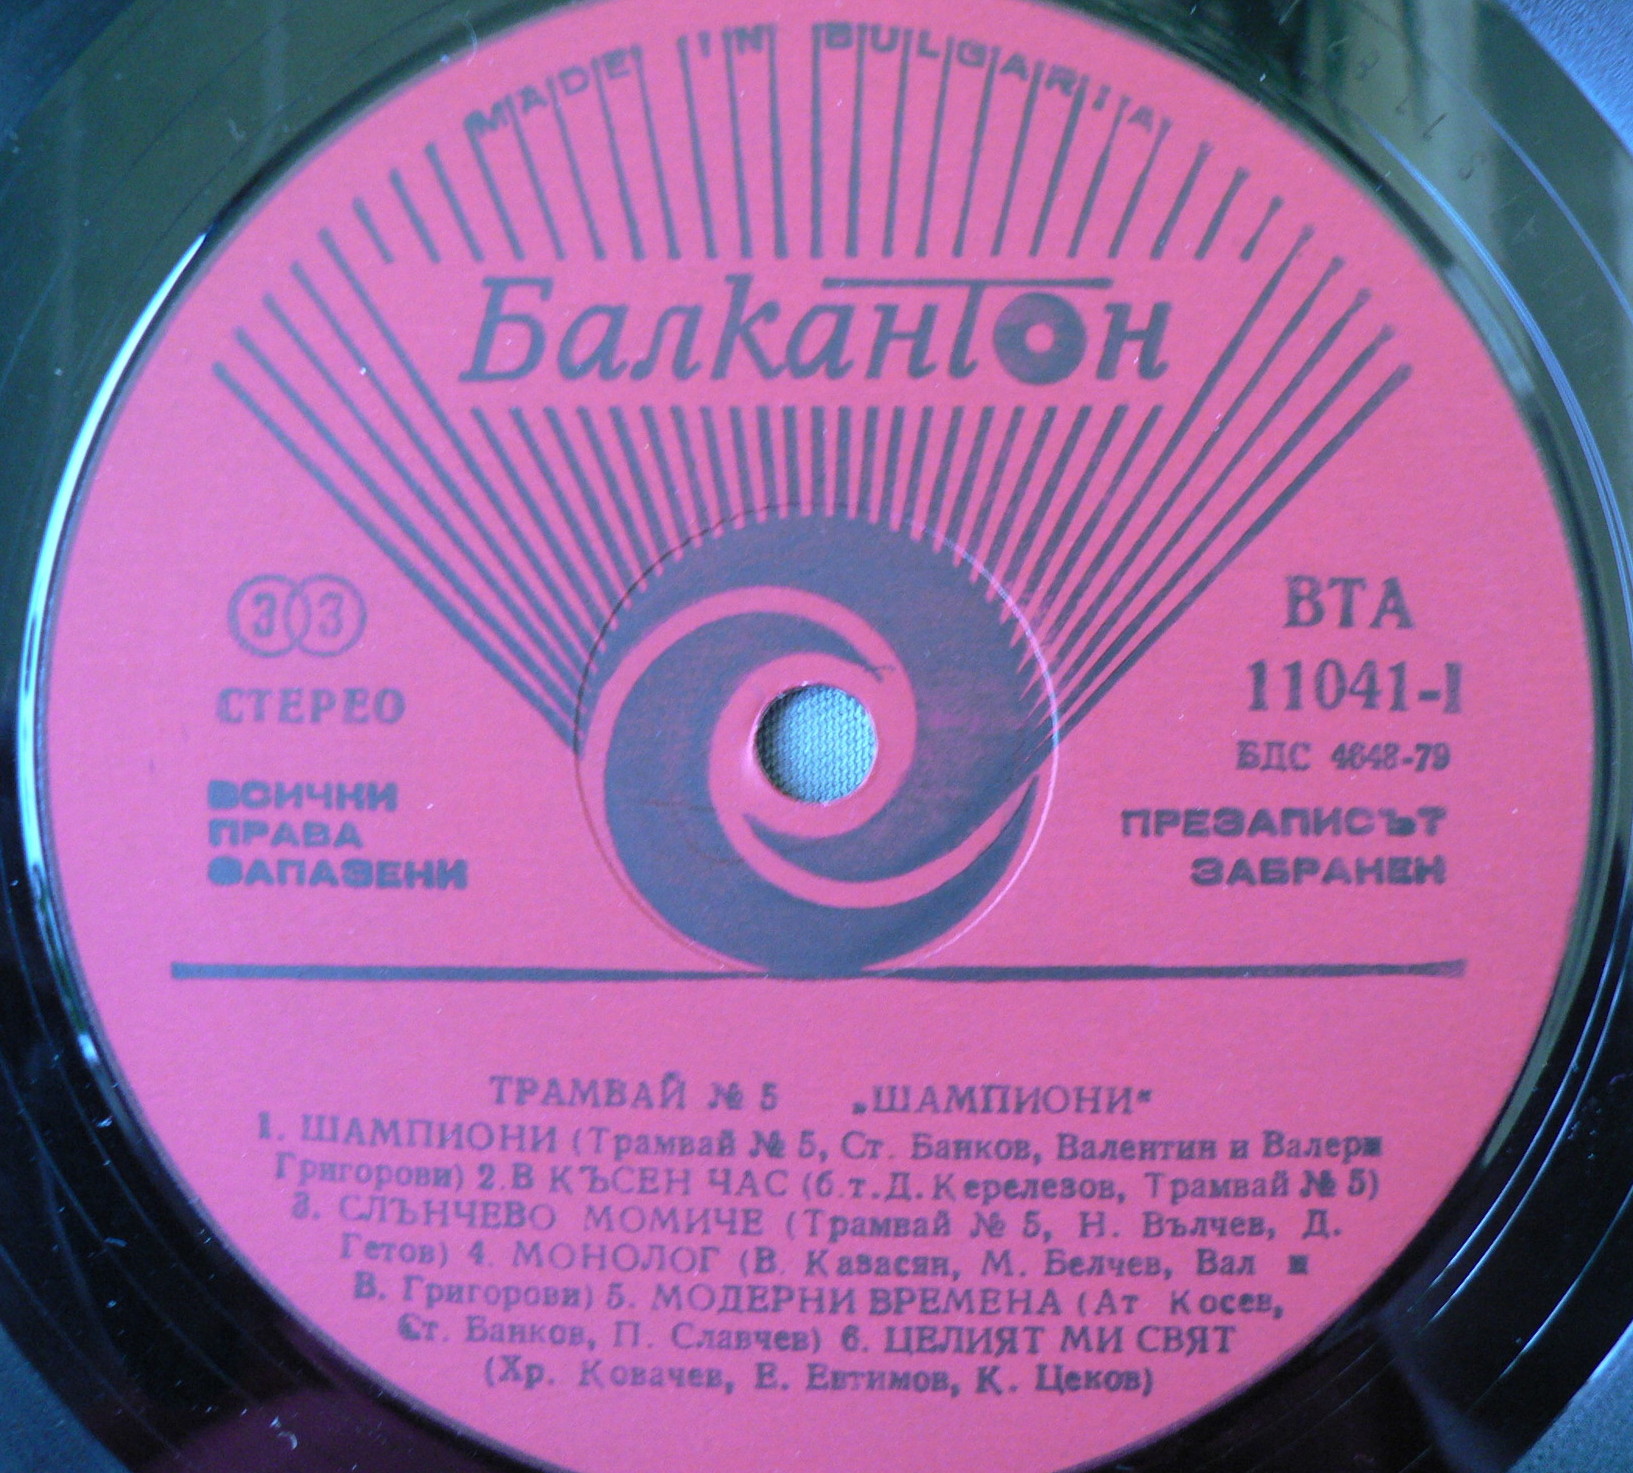 MADE IN BULGARIA
Балкантон
33
СТЕРЕО
ВСИЧКИ
ПРАВА
ЗАПАЗЕНИ
ВТА
11041-I
БДС 4648-79
ПРЕЗАПИСЪТ
ЗАБРАНЕН
ТРАМВАЙ № 5 „ШАМПИОНИ“
1. ШАМПИОНИ (Трамвай № 5, Ст. Банков, Валентин и Валери
Григорови) 2. В КЪСЕН ЧАС (б.т. Д. Керелезов, Трамвай № 5)
3. СЛЪНЧЕВО МОМИЧЕ (Трамвай № 5, Н. Вълчев, Д.
Гетов) 4. МОНОЛОГ (В. Казасян, М. Белчев, Вал и
В. Григорови) 5. МОДЕРНИ ВРЕМЕНА (Ат Косев,
Ст. Банков, П. Славчев) 6. ЦЕЛИЯТ МИ СВЯТ
(Хр. Ковачев, Е. Евтимов, К. Цеков)